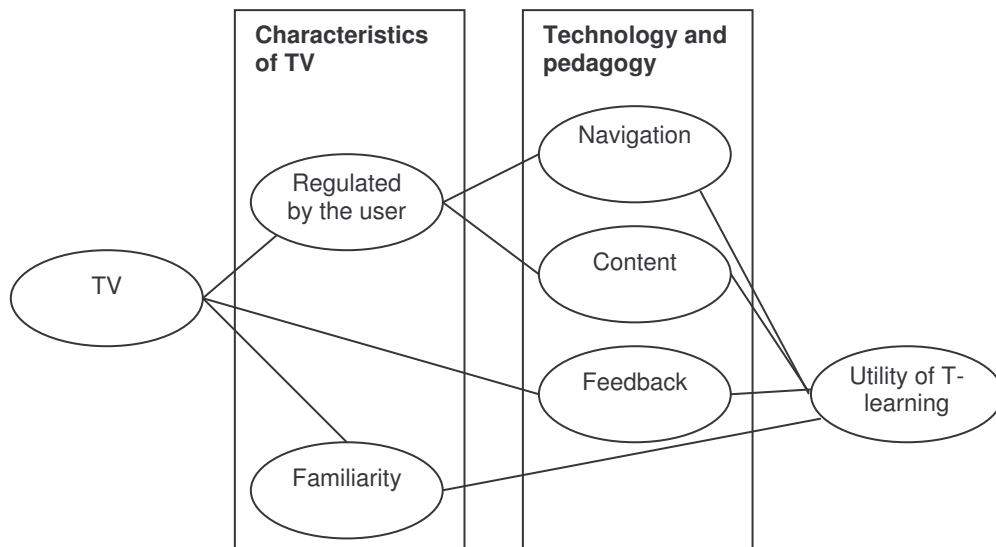 Characteristics
of TV
Technology and
pedagogy
Navigation
Regulated
by the user
Content
TV
Feedback
Utility of T-
learning
Familiarity